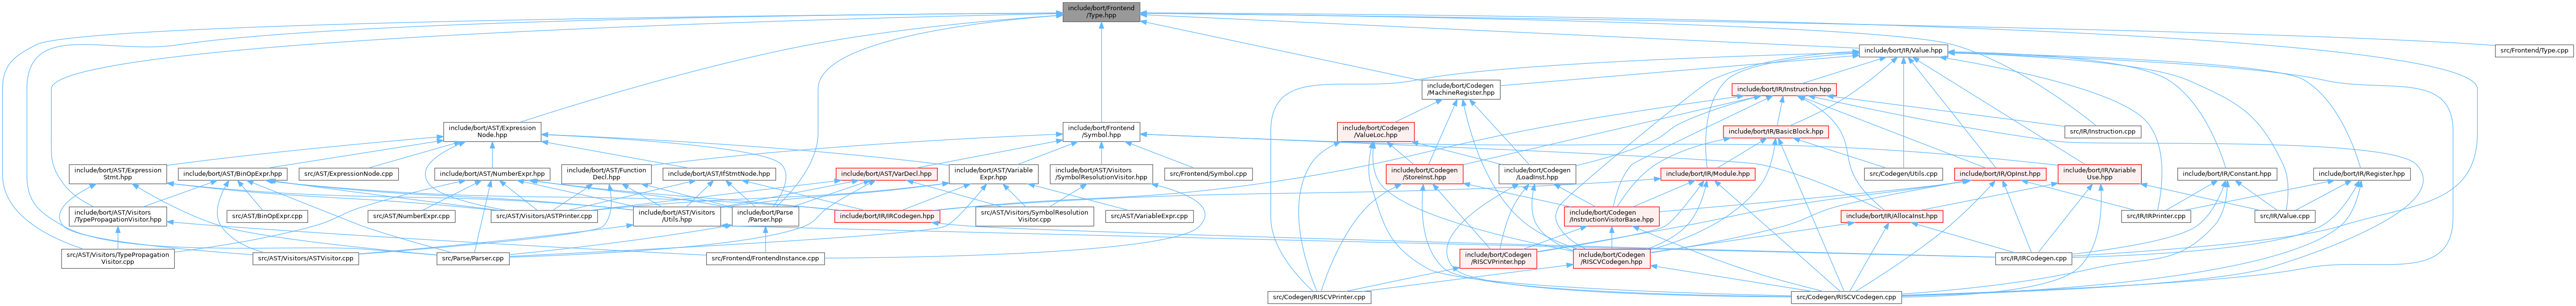 include/bort/Frontend
/Type.hpp
include/bort/IR/Value.hpp
src/Frontend/Type.cpp
include/bort/Codegen
/MachineRegister.hpp
include/bort/IR/Instruction.hpp
include/bort/AST/Expression
Node.hpp
include/bort/Frontend
/Symbol.hpp
include/bort/Codegen
/ValueLoc.hpp
include/bort/IR/BasicBlock.hpp
src/IR/Instruction.cpp
include/bort/AST/Expression
Stmt.hpp
include/bort/AST/BinOpExpr.hpp
src/AST/ExpressionNode.cpp
include/bort/AST/NumberExpr.hpp
include/bort/AST/Function
Decl.hpp
include/bort/AST/IfStmtNode.hpp
include/bort/AST/VarDecl.hpp
include/bort/AST/Variable
Expr.hpp
include/bort/AST/Visitors
/SymbolResolutionVisitor.hpp
src/Frontend/Symbol.cpp
include/bort/Codegen
/StoreInst.hpp
include/bort/Codegen
/LoadInst.hpp
include/bort/IR/Module.hpp
src/Codegen/Utils.cpp
include/bort/IR/OpInst.hpp
include/bort/IR/Variable
Use.hpp
include/bort/IR/Constant.hpp
include/bort/IR/Register.hpp
include/bort/AST/Visitors
/TypePropagationVisitor.hpp
src/AST/BinOpExpr.cpp
src/AST/NumberExpr.cpp
src/AST/Visitors/ASTPrinter.cpp
include/bort/AST/Visitors
/Utils.hpp
include/bort/Parse
/Parser.hpp
include/bort/IR/IRCodegen.hpp
src/AST/Visitors/SymbolResolution
Visitor.cpp
src/AST/VariableExpr.cpp
include/bort/Codegen
/InstructionVisitorBase.hpp
include/bort/IR/AllocaInst.hpp
src/IR/IRPrinter.cpp
src/IR/Value.cpp
src/AST/Visitors/TypePropagation
Visitor.cpp
src/AST/Visitors/ASTVisitor.cpp
src/Parse/Parser.cpp
src/Frontend/FrontendInstance.cpp
include/bort/Codegen
/RISCVPrinter.hpp
include/bort/Codegen
/RISCVCodegen.hpp
src/IR/IRCodegen.cpp
src/Codegen/RISCVPrinter.cpp
src/Codegen/RISCVCodegen.cpp